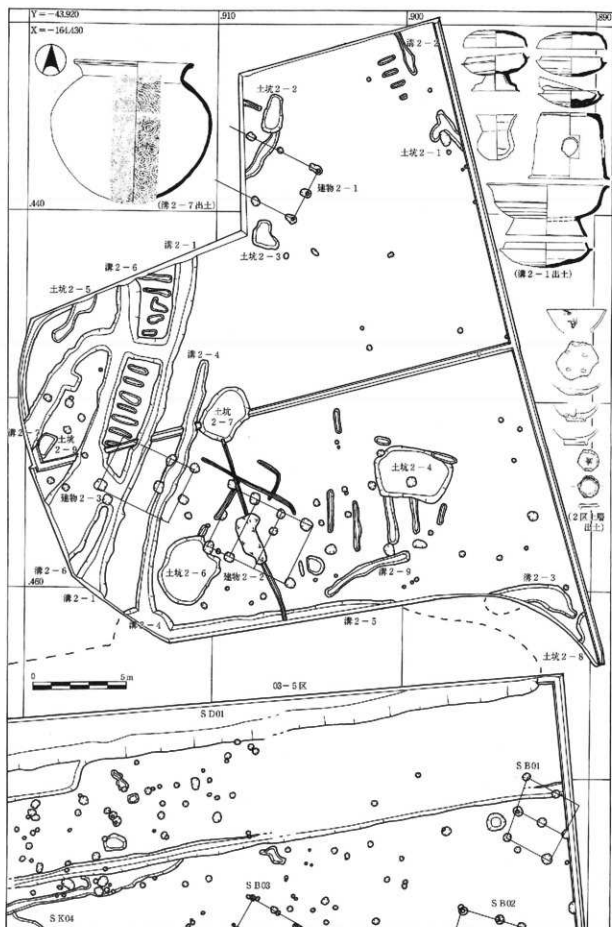 Y=-43.920
.910
.900
.890
X=-164.430
溝2-2
土坑2-2
土坑2-1
建物2-1
(溝2-7出土)
.440
溝2-1
土坑2-3
溝2-6
(溝2-1出土)
土坑2-5
溝2-4
土坑
2-7
溝2-7
土坑
2-9
土坑2-4
建物2-3
(2区土壙
出土)
溝2-6
.460
土坑2-6
建物2-2
溝2-9
溝2-3
溝2-1
溝2-4
溝2-5
土坑2-8
0
5m
03-5区
SD01
SB01
SB03
SB02
SK04